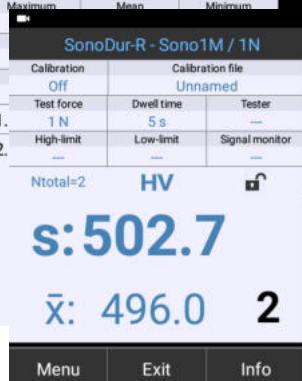 Maximum Mean Minimum
SonoDur-R - Sono1M / 1N
Calibration Calibration file
Off Unnamed
Test force Dwell time Tester
1 N 5 s ---
High-limit Low-limit Signal monitor
--- --- ---
Ntotal=2 HV
s: 502.7
x̄: 496.0 2
Menu Exit Info